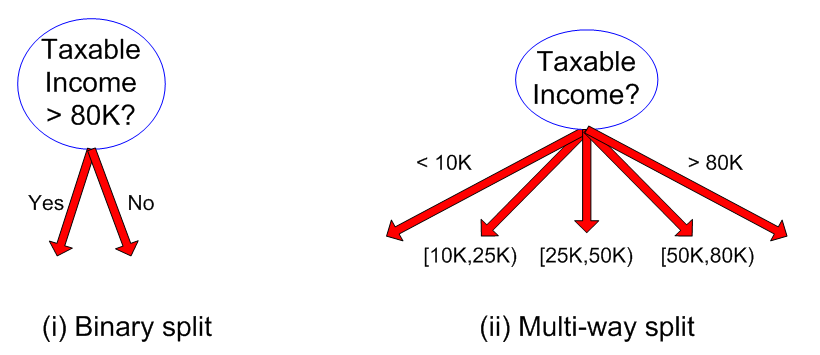 Taxable
Income
> 80K?
Yes
No
(i) Binary split
Taxable
Income?
< 10K
> 80K
[10K,25K)
[25K,50K)
[50K,80K)
(ii) Multi-way split